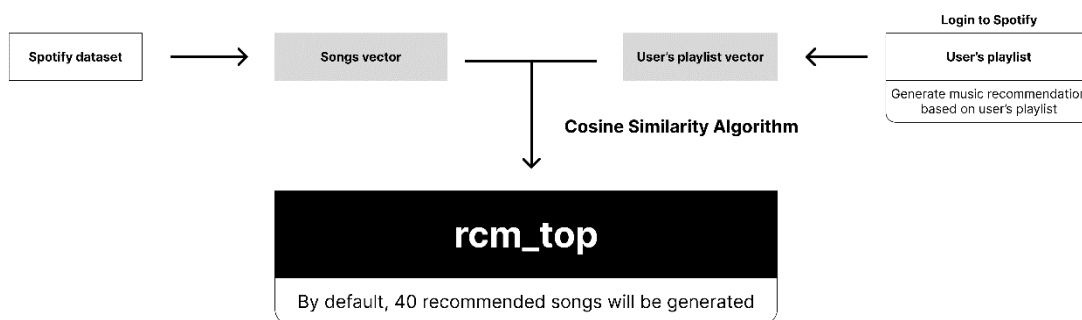 Login to Spotify
Spotify dataset
Songs vector
User's playlist vector
User's playlist
Generate music recommendation
based on user's playlist
Cosine Similarity Algorithm
rcm_top
By default, 40 recommended songs will be generated